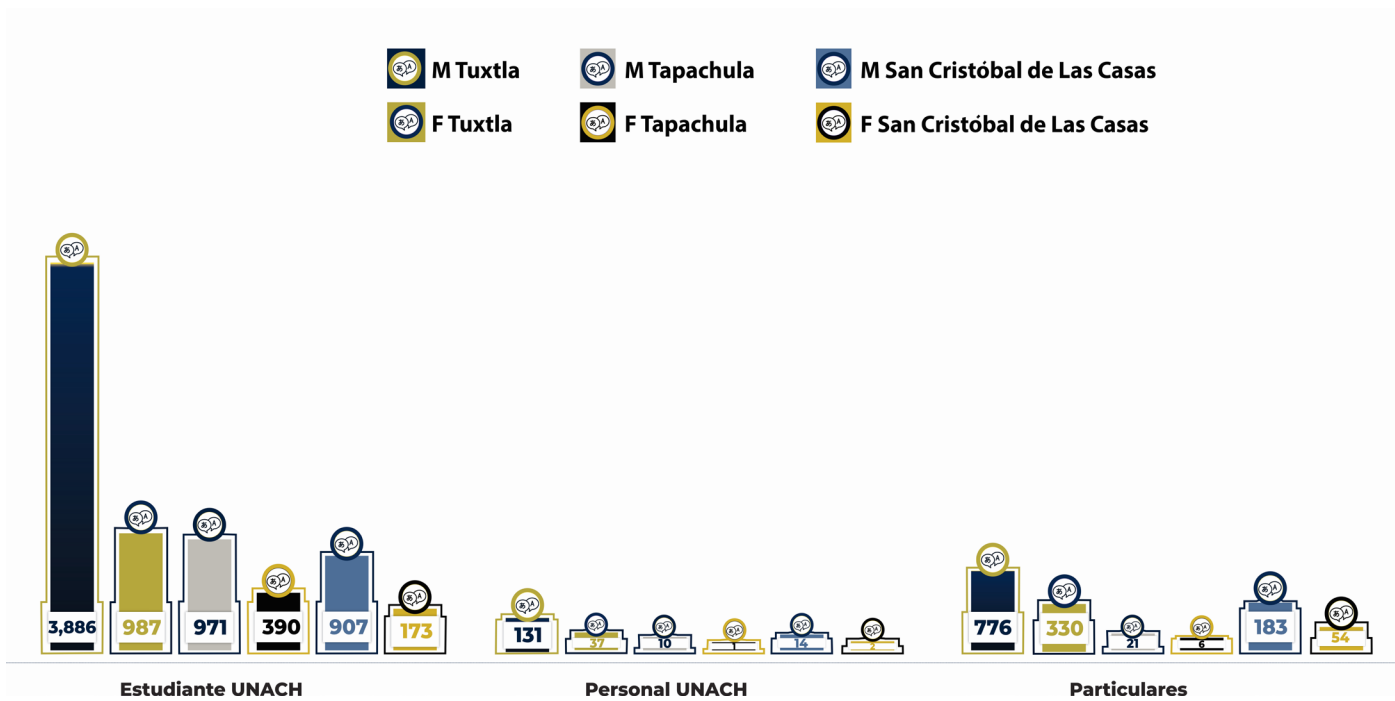 M Tuxtla M Tapachula M San Cristóbal de Las Casas
F Tuxtla F Tapachula F San Cristóbal de Las Casas
3,886 987 971 390 907 173 131 37 10 1 14 2 776 330 21 6 183 54
Estudiante UNACH Personal UNACH Particulares